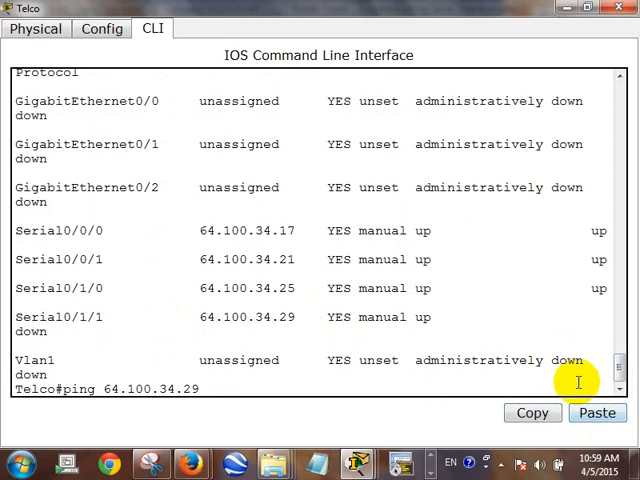 Telco
Physical Config CLI
IOS Command Line Interface
Protocol
GigabitEthernet0/0 unassigned YES unset administratively down
down
GigabitEthernet0/1 unassigned YES unset administratively down
down
GigabitEthernet0/2 unassigned YES unset administratively down
down
Serial0/0/0 64.100.34.17 YES manual up up
Serial0/0/1 64.100.34.21 YES manual up up
Serial0/1/0 64.100.34.25 YES manual up up
Serial0/1/1 64.100.34.29 YES manual up
down
Vlan1 unassigned YES unset administratively down
down
Telco#ping 64.100.34.29
Copy Paste
EN
10:59 AM
4/5/2015